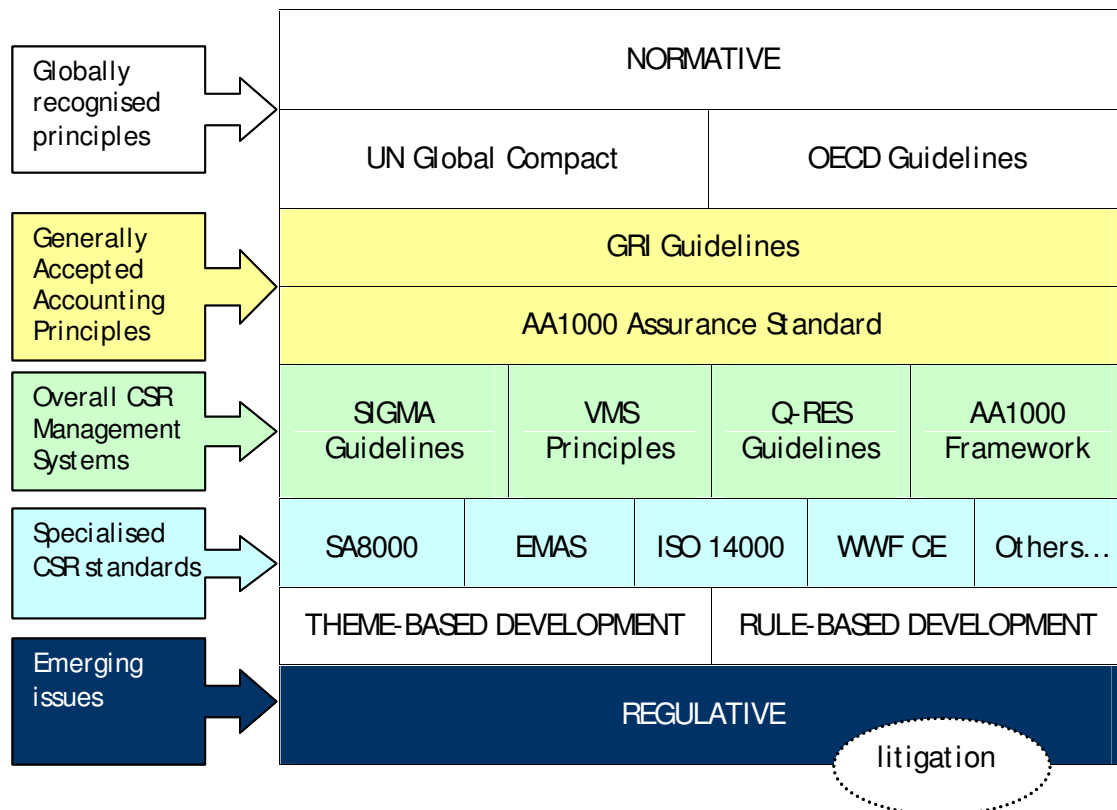 Globally
recognised
principles
NORMATIVE
UN Global Compact
OECD Guidelines
Generally
Accepted
Accounting
Principles
GRI Guidelines
AA1000 Assurance Standard
Overall CSR
Management
Systems
SIGMA
Guidelines
VMS
Principles
Q-RES
Guidelines
AA1000
Framework
Specialised
CSR standards
SA8000
EMAS
ISO 14000
WWF CE
Others...
THEME-BASED DEVELOPMENT
RULE-BASED DEVELOPMENT
Emerging
issues
REGULATIVE
litigation